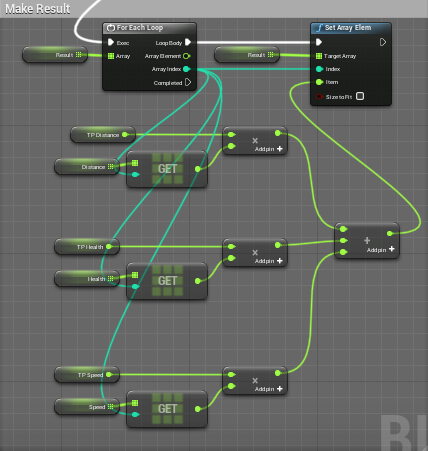 Make Result
For Each Loop
Set Array Elem
Exec
Loop Body
Result
Array
Array Element
Result
Target Array
Array Index
Index
Completed
Item
Size to Fit
TP Distance
×
Add pin +
Distance
GET
TP Health
×
Add pin +
+
Add pin +
Health
GET
TP Speed
×
Add pin +
Speed
GET